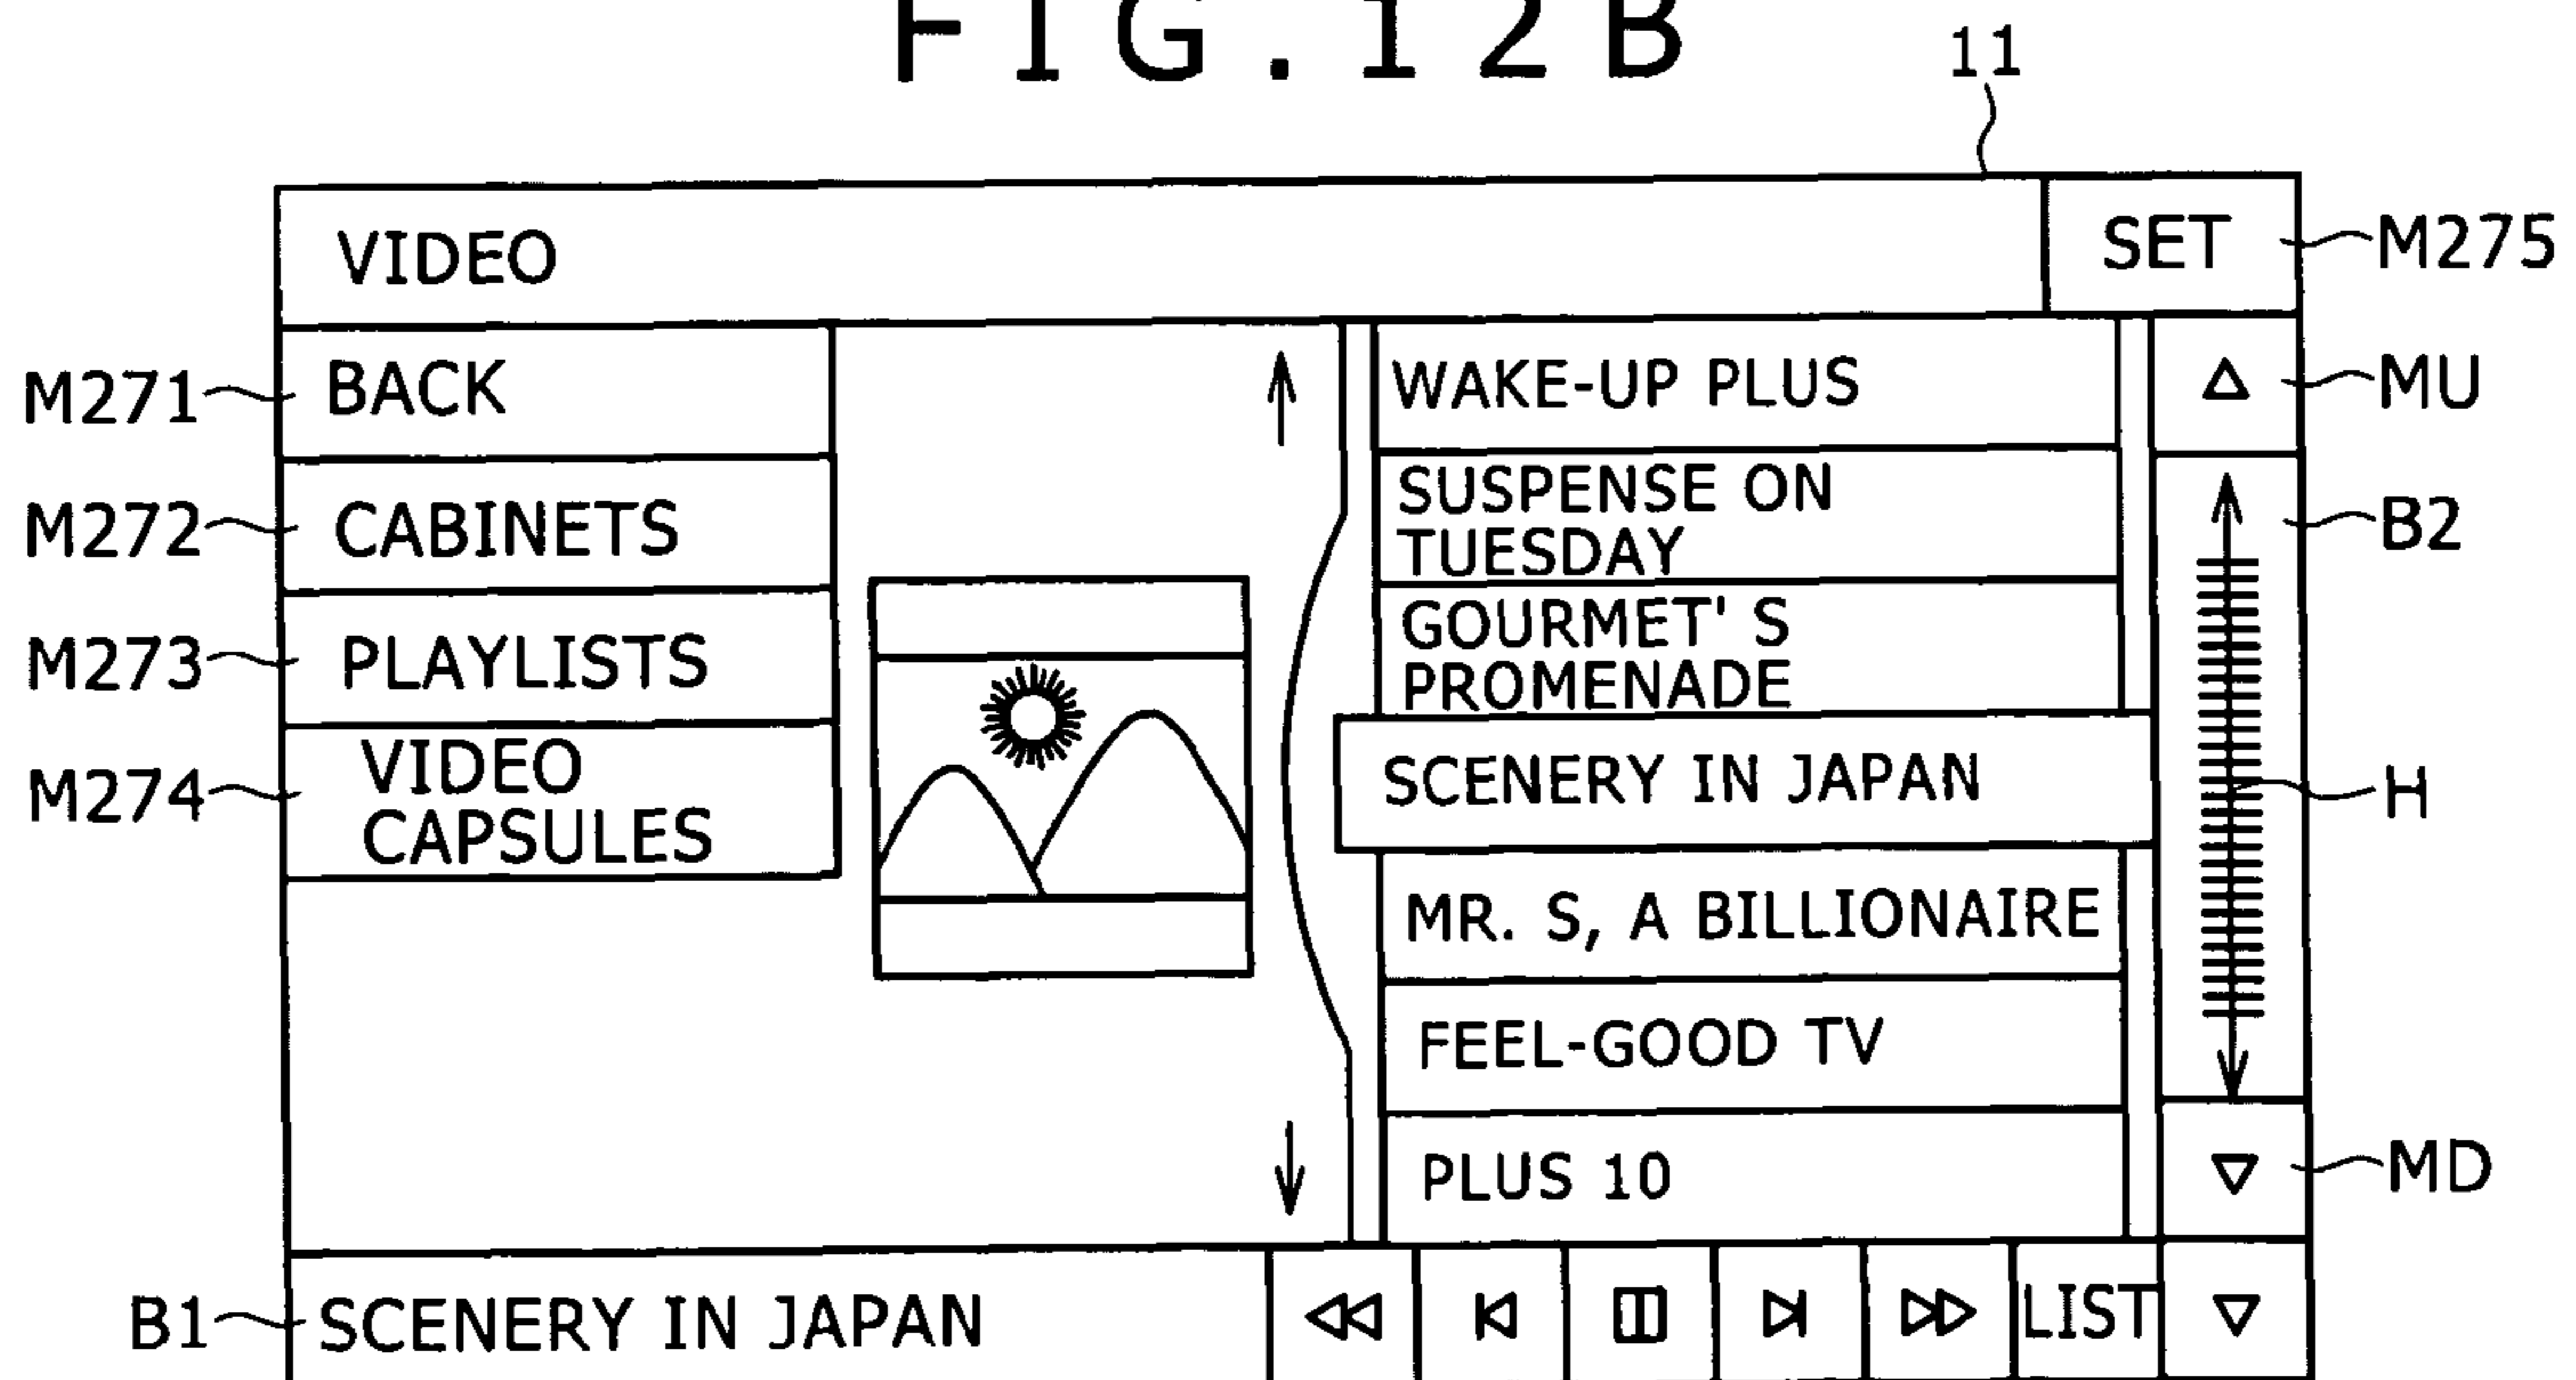 FIG.12B
11
VIDEO
SET
M275
M271
BACK
WAKE-UP PLUS
MU
M272
CABINETS
SUSPENSE ON
TUESDAY
B2
M273
PLAYLISTS
GOURMET'S
PROMENADE
M274
VIDEO
CAPSULES
SCENERY IN JAPAN
H
MR. S, A BILLIONAIRE
FEEL-GOOD TV
PLUS 10
MD
B1
SCENERY IN JAPAN
LIST